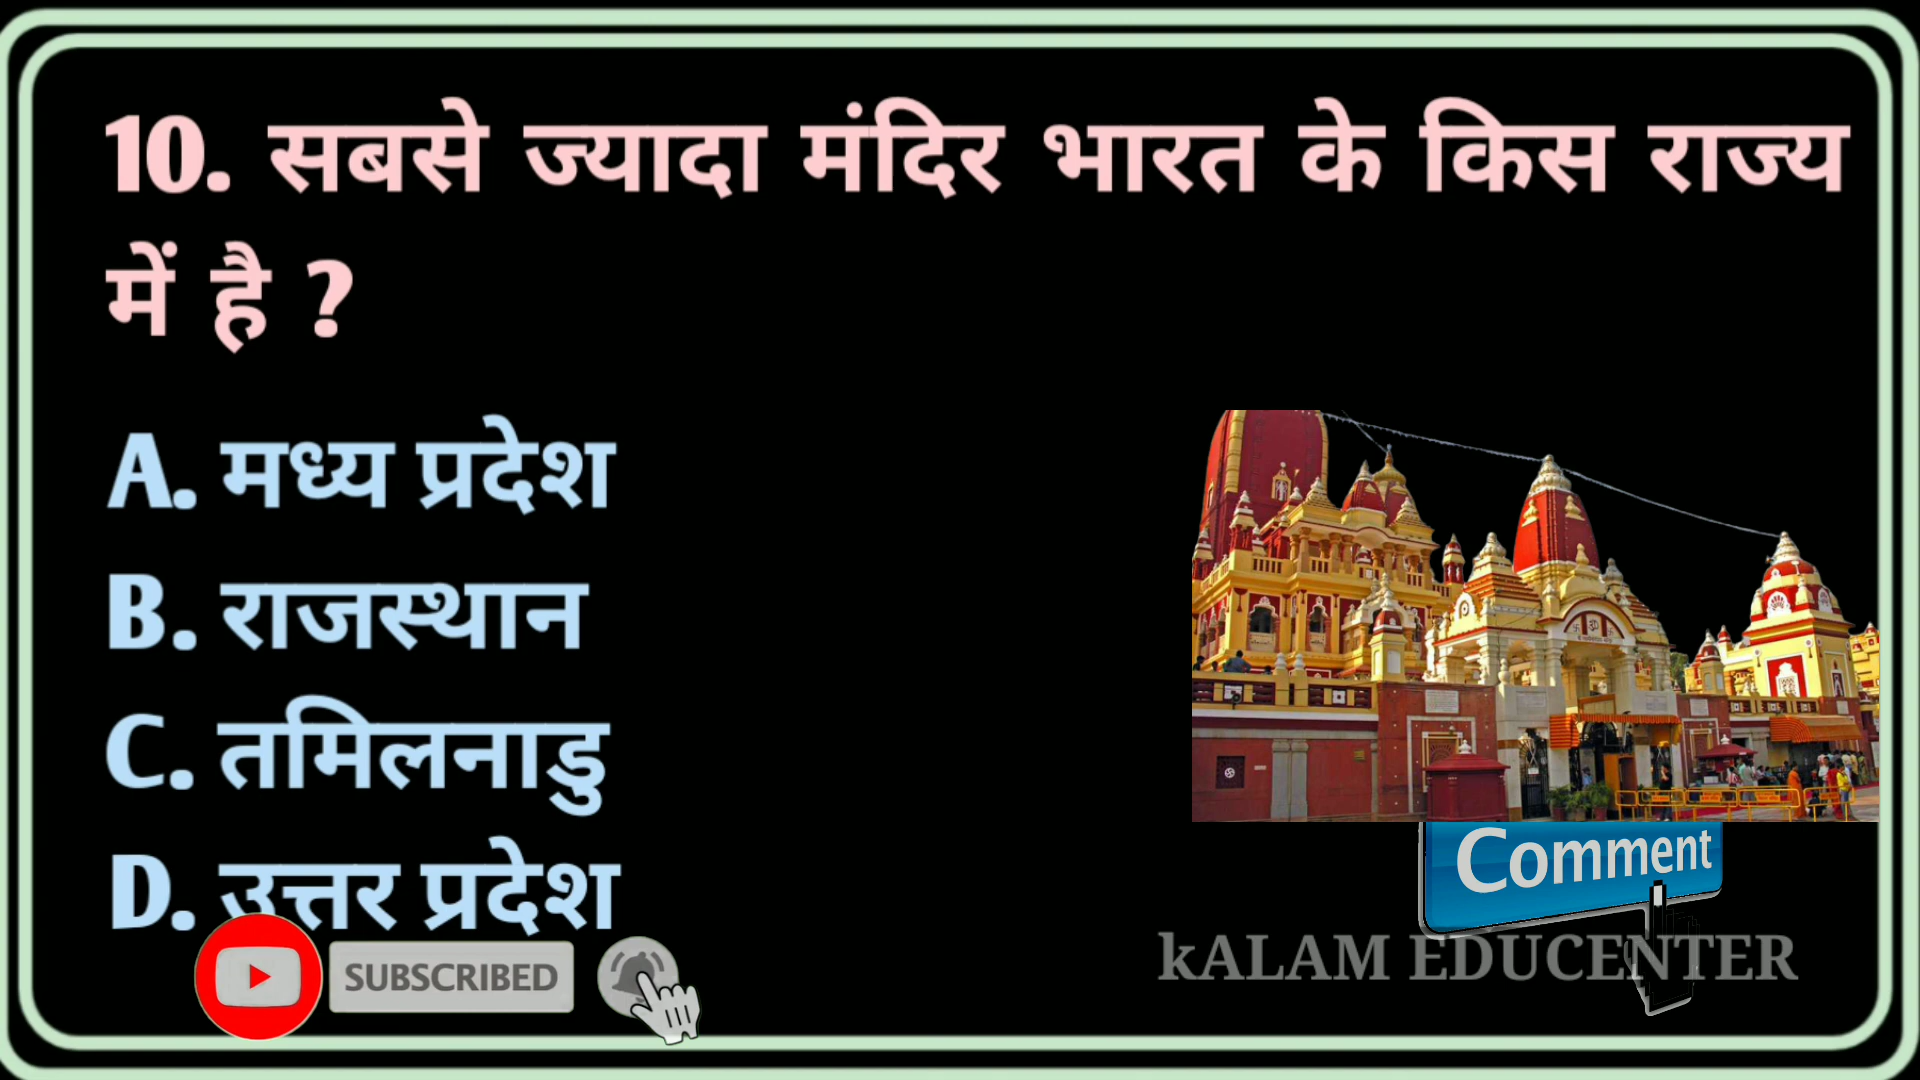 10. सबसे ज्यादा मंदिर भारत के किस राज्य
में है ?
A. मध्य प्रदेश
B. राजस्थान
C. तमिलनाडु
D. उत्तर प्रदेश
Comment
SUBSCRIBED
kALAM EDUCENTER